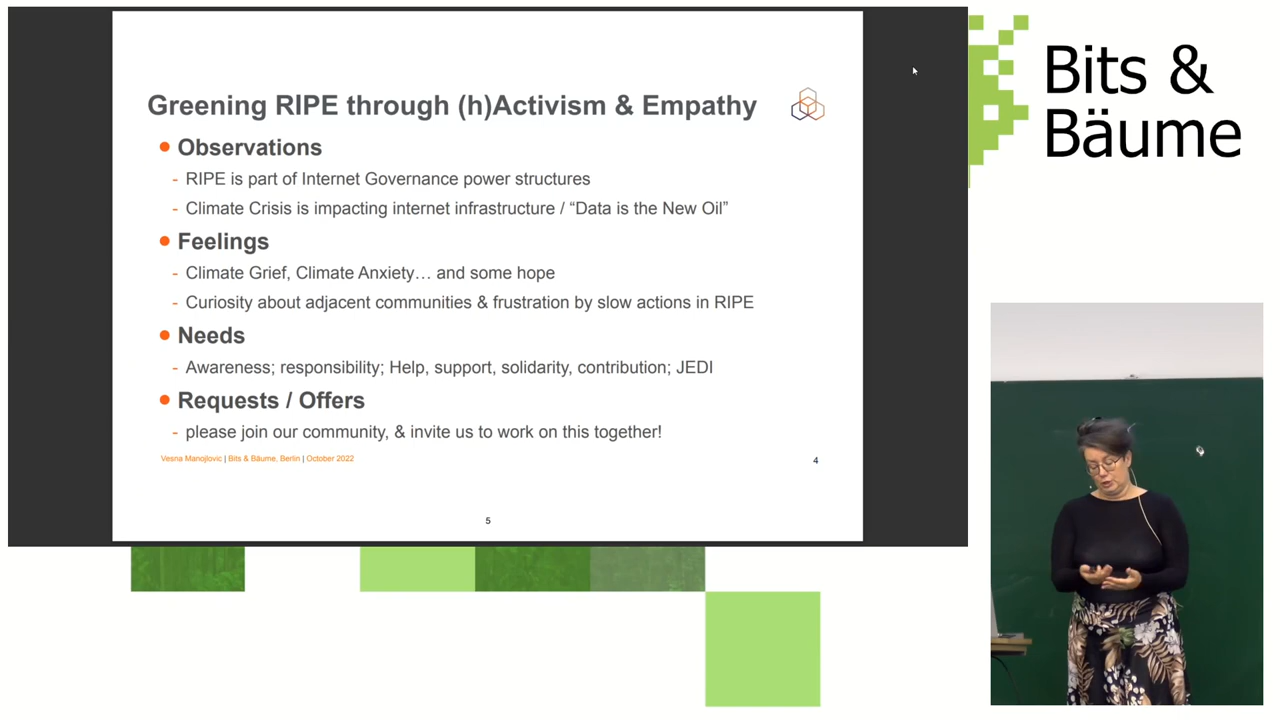 Greening RIPE through (h)Activism & Empathy
Observations
- RIPE is part of Internet Governance power structures
- Climate Crisis is impacting internet infrastructure / “Data is the New Oil”
Feelings
- Climate Grief, Climate Anxiety… and some hope
- Curiosity about adjacent communities & frustration by slow actions in RIPE
Needs
- Awareness; responsibility; Help, support, solidarity, contribution; JEDI
Requests / Offers
- please join our community, & invite us to work on this together!
Vesna Manojlovic | Bits & Bäume, Berlin | October 2022
4
5
Bits &
Bäume